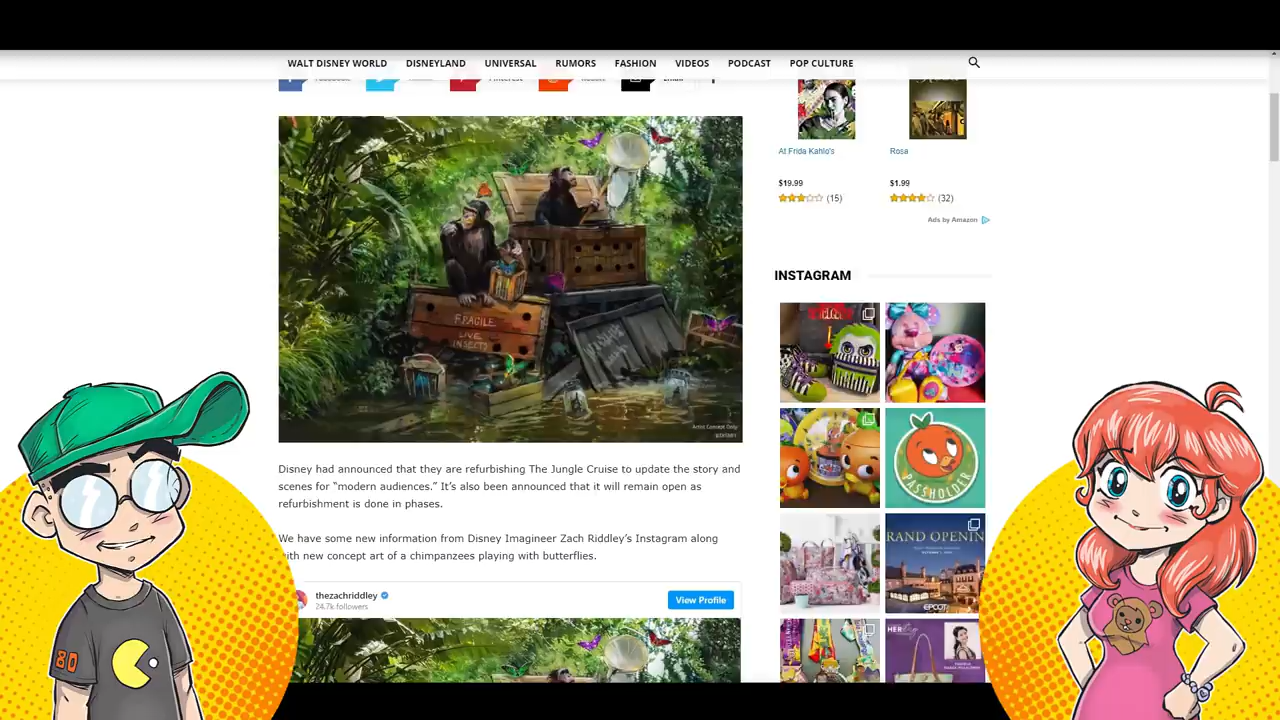 WALT DISNEY WORLD DISNEYLAND UNIVERSAL RUMORS FASHION VIDEOS PODCAST POP CULTURE
At Frida Kahlo's
Rosa
$19.99
$1.99
(15)
(32)
Ads by Amazon
FRAGILE
LIVE
INSECTS
Artist Concept Only
INSTAGRAM
PASSHOLDER
RAND OPENIN
EPCOT
Disney had announced that they are refurbishing The Jungle Cruise to update the story and
scenes for “modern audiences.” It’s also been announced that it will remain open as
refurbishment is done in phases.
We have some new information from Disney Imagineer Zach Riddley’s Instagram along
with new concept art of a chimpanzees playing with butterflies.
thezachriddley
24.7k followers
View Profile
80